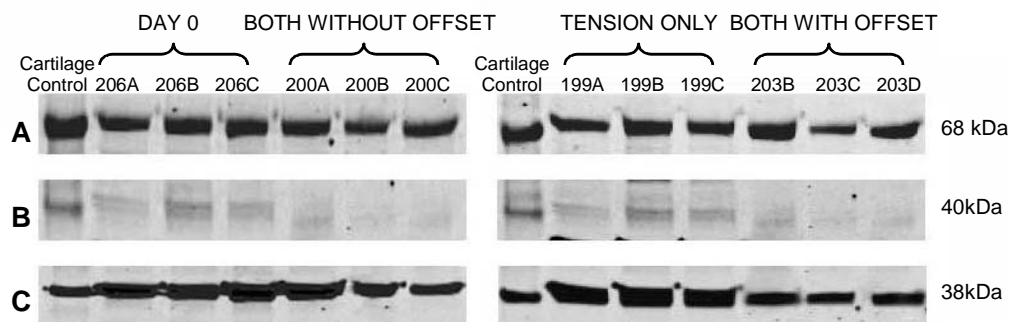 DAY 0 BOTH WITHOUT OFFSET TENSION ONLY BOTH WITH OFFSET
Cartilage Control 206A 206B 206C 200A 200B 200C Cartilage Control 199A 199B 199C 203B 203C 203D
A 68 kDa
B 40kDa
C 38kDa